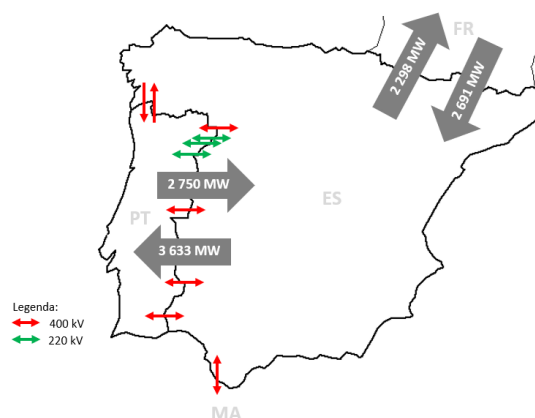 FR
2 298 MW
2 691 MW
2 750 MW
ES
PT
3 633 MW
Legenda:
400 kV
220 kV
MA